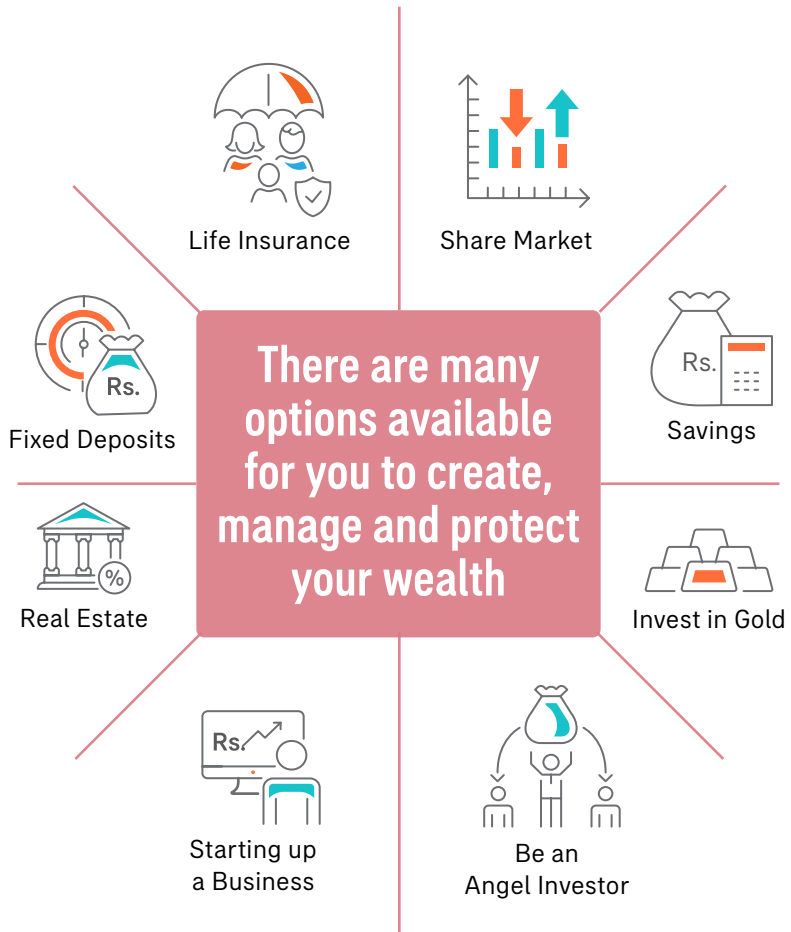 Life Insurance
Share Market
Rs.
Fixed Deposits
Rs.
Savings
There are many
options available
for you to create,
manage and protect
your wealth
%
Real Estate
Invest in Gold
Rs.
Starting up
a Business
Be an
Angel Investor